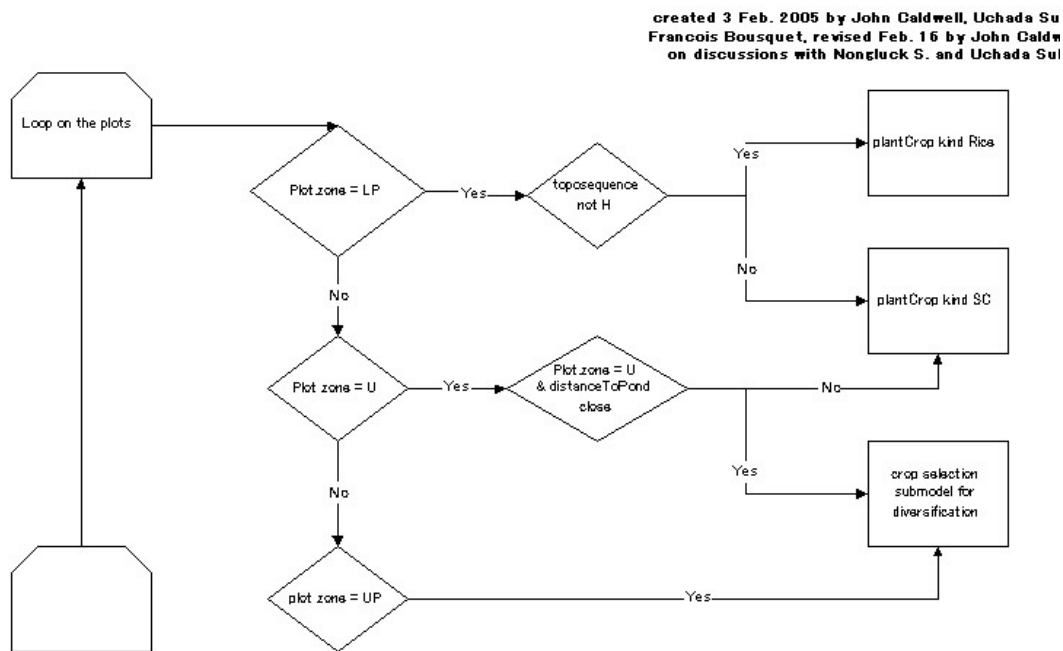 created 3 Feb. 2005 by John Caldwell, Uchada Su
Francois Bousquet, revised Feb. 16 by John Caldw
on discussions with Nongluck S. and Uchada Su
Loop on the plots
plantCrop kind Rice
Yes
Plot.zone = LP
Yes
toposequence
not H
No
plantCrop kind SC
No
Plot.zone = U
Yes
Plot.zone = U
& distanceToPond
close
No
Yes
crop selection
submodel for
diversification
No
plot.zone = UP
Yes